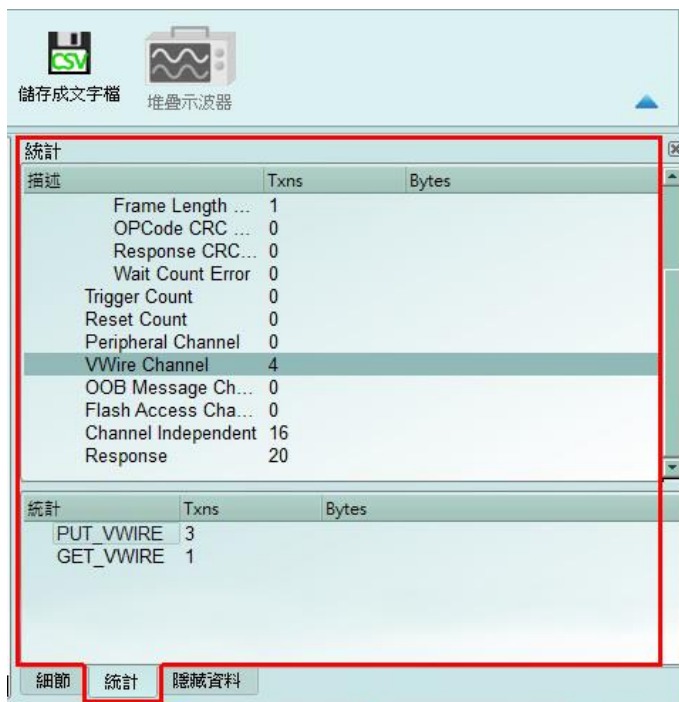 CSV
儲存成文字檔
堆疊示波器
統計
描述 Txns Bytes
Frame Length ... 1
OPCode CRC ... 0
Response CRC... 0
Wait Count Error 0
Trigger Count 0
Reset Count 0
Peripheral Channel 0
VWire Channel 4
OOB Message Ch... 0
Flash Access Cha... 0
Channel Independent 16
Response 20
統計 Txns Bytes
PUT_VWIRE 3
GET_VWIRE 1
細節 統計 隱藏資料